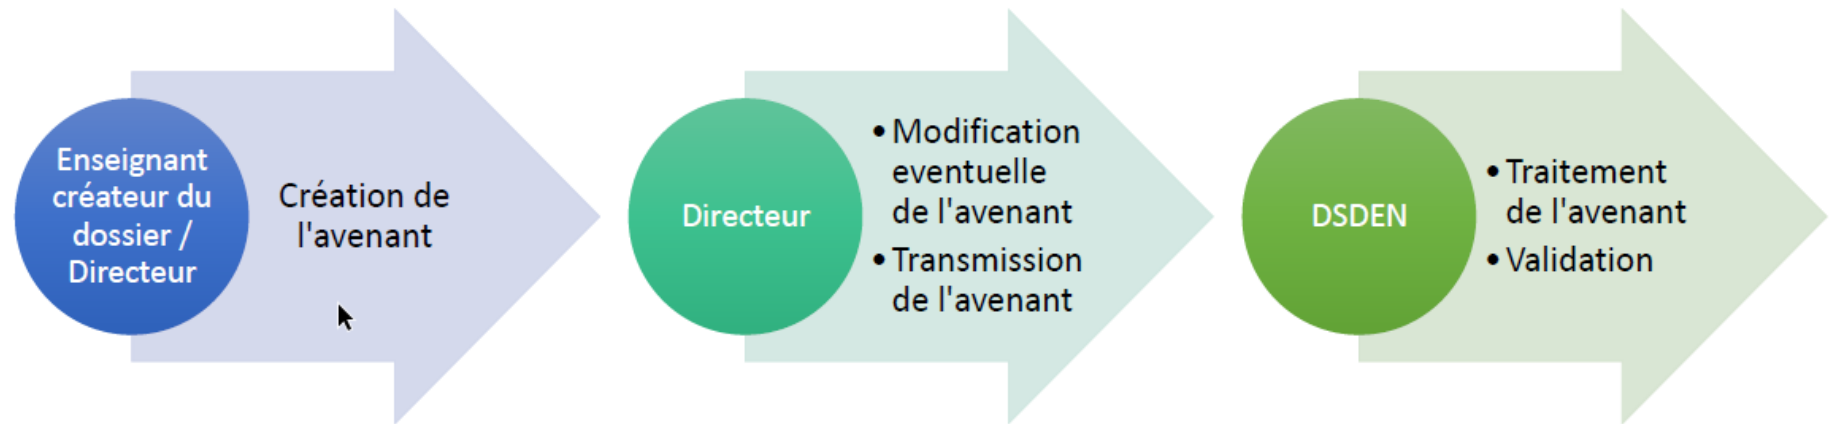 Enseignant
créateur du
dossier /
Directeur
Création de
l'avenant
Directeur
•Modification
eventuelle
de l'avenant
•Transmission
de l'avenant
DSDEN
•Traitement
de l'avenant
•Validation